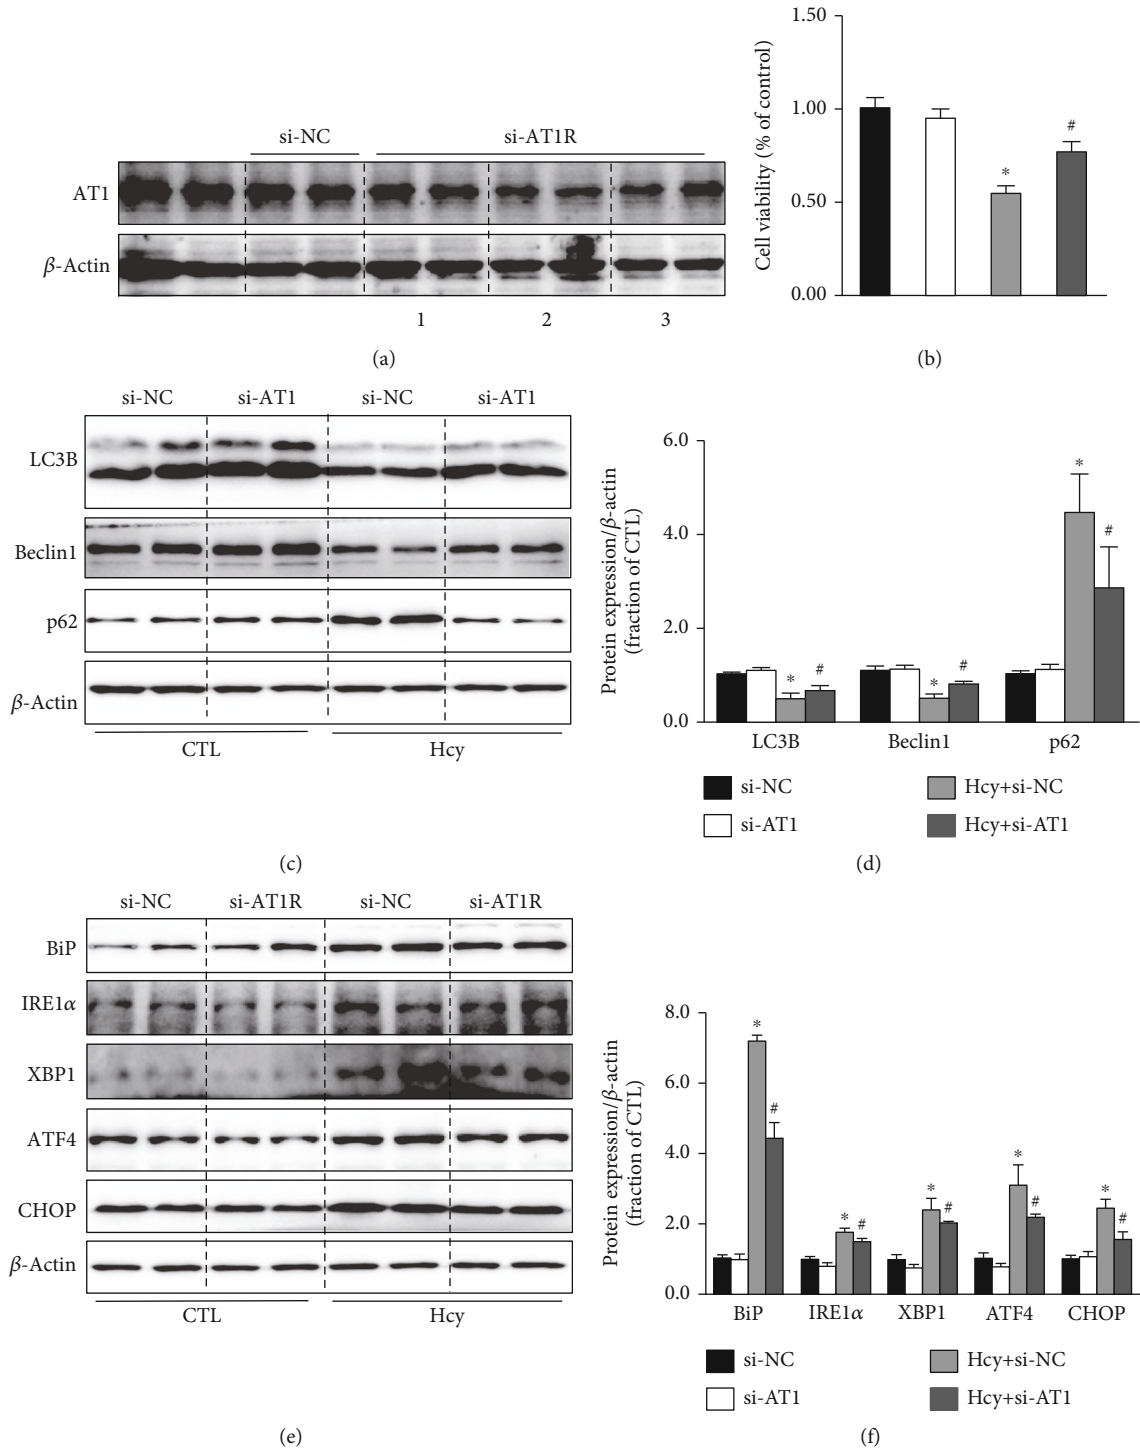 si-NC
si-AT1R
AT1
β-Actin
1
2
3
(a)
Cell viability (% of control)
1.50
1.00
0.50
0.00
*
#
(b)
si-NC
si-AT1
si-NC
si-AT1
LC3B
Beclin1
p62
β-Actin
CTL
Hcy
(c)
Protein expression/β-actin
(fraction of CTL)
6.0
4.0
2.0
0.0
*
#
*
#
*
#
LC3B
Beclin1
p62
si-NC
si-AT1
Hcy+si-NC
Hcy+si-AT1
(d)
si-NC
si-AT1R
si-NC
si-AT1R
BiP
IRE1α
XBP1
ATF4
CHOP
β-Actin
CTL
Hcy
(e)
Protein expression/β-actin
(fraction of CTL)
8.0
6.0
4.0
2.0
0.0
*
#
*
#
*
#
*
#
*
#
BiP
IRE1α
XBP1
ATF4
CHOP
si-NC
si-AT1
Hcy+si-NC
Hcy+si-AT1
(f)